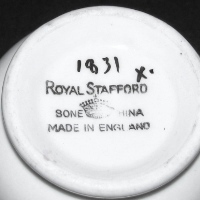 1831 X.
ROYAL STAFFORD
BONE CHINA
MADE IN ENGLAND